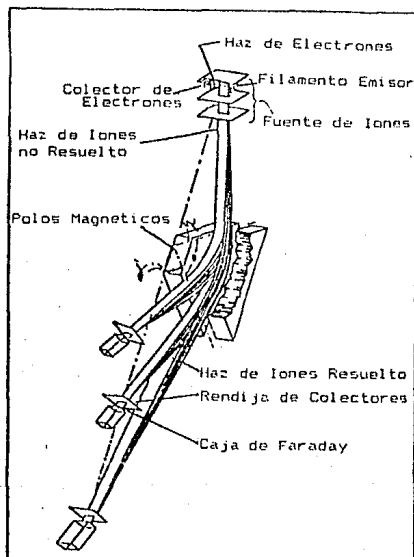 Haz de Electrones
Colector de
Electrones
Filamento Emisor
Fuente de Iones
Haz de Iones
no Resuelto
Polos Magneticos
Haz de Iones Resuelto
Rendija de Colectores
Caja de Faraday